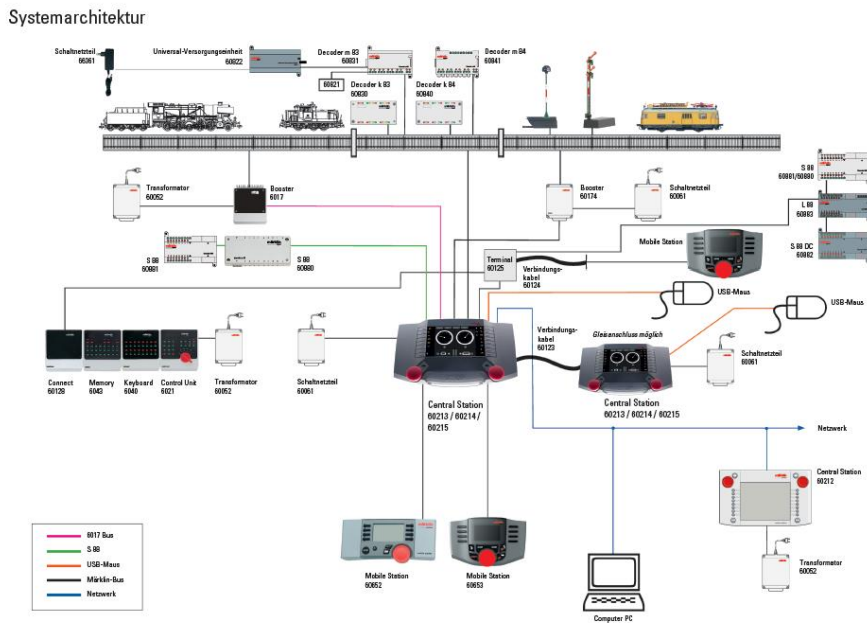 Systemarchitektur
Schaltnetzteil
66361
Universal-Versorgungseinheit
60822
Decoder m 83
60831
Decoder m 84
60841
60821
Decoder k 83
60830
Decoder k 84
60840
Transformator
60052
Booster
6017
Booster
60174
Schaltnetzteil
60061
S 88
60881/60880
L 88
60883
S 88 DC
60882
S 88
60881
S 88
60880
Terminal
60125
Verbindungs-
kabel
60124
Mobile Station
USB-Maus
USB-Maus
Verbindungs-
kabel
60123
Gleisanschluss möglich
Schaltnetzteil
60061
Connect
60128
Memory
6043
Keyboard
6040
Control Unit
6021
Transformator
60052
Schaltnetzteil
60061
Central Station
60213 / 60214 /
60215
Central Station
60213 / 60214 / 60215
Netzwerk
Central Station
60212
6017 Bus
S 88
USB-Maus
Märklin-Bus
Netzwerk
Mobile Station
60652
Mobile Station
60653
Computer PC
Transformator
60052